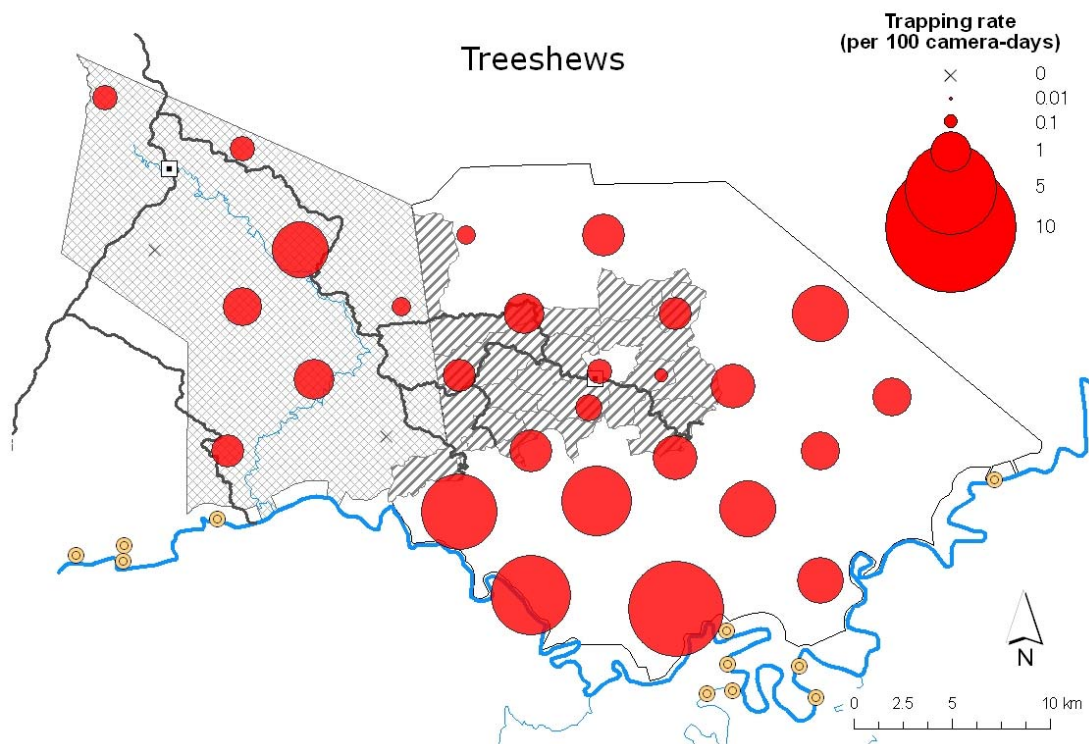 Treeshews
Trapping rate
(per 100 camera-days)
0
0.01
0.1
1
5
10
N
0 2.5 5 10 km